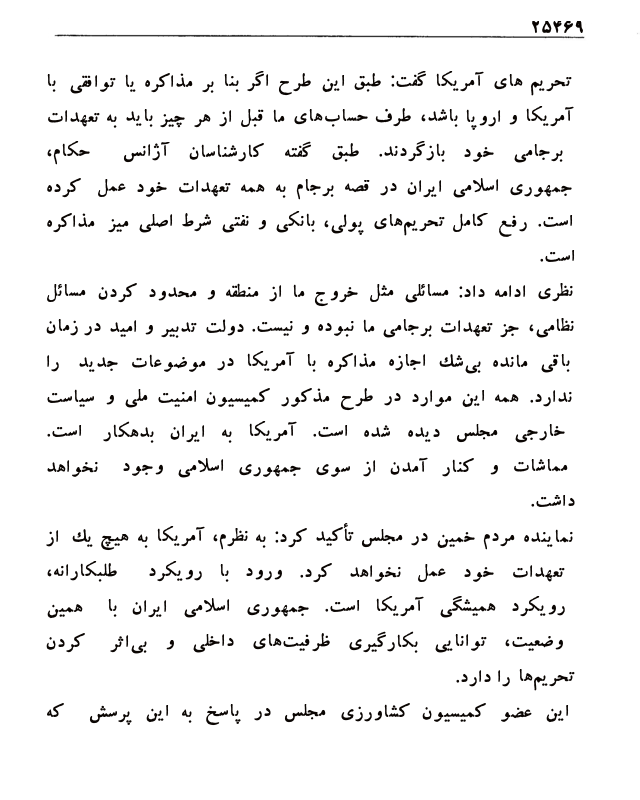 ۲۵۴۶۹
تحریم های آمریکا گفت: طبق این طرح اگر بنا بر مذاکره یا توافقی با
آمریکا و اروپا باشد، طرف حساب‌های ما قبل از هر چیز باید به تعهدات
برجامی خود بازگردند. طبق گفته کارشناسان آژانس حکام،
جمهوری اسلامی ایران در قصه برجام به همه تعهدات خود عمل کرده
است. رفع کامل تحریم‌های پولی، بانکی و نفتی شرط اصلی میز مذاکره
است.
نظری ادامه داد: مسائلی مثل خروج ما از منطقه و محدود کردن مسائل
نظامی، جز تعهدات برجامی ما نبوده و نیست. دولت تدبیر و امید در زمان
باقی مانده بی‌شك اجازه مذاکره با آمریکا در موضوعات جدید را
ندارد. همه این موارد در طرح مذکور کمیسیون امنیت ملی و سیاست
خارجی مجلس دیده شده است. آمریکا به ایران بدهکار است.
مماشات و کنار آمدن از سوی جمهوری اسلامی وجود نخواهد
داشت.
نماینده مردم خمین در مجلس تأکید کرد: به نظرم، آمریکا به هیچ یك از
تعهدات خود عمل نخواهد کرد. ورود با رویکرد طلبکارانه،
رویکرد همیشگی آمریکا است. جمهوری اسلامی ایران با همین
وضعیت، توانایی بکارگیری ظرفیت‌های داخلی و بی‌اثر کردن
تحریم‌ها را دارد.
این عضو کمیسیون کشاورزی مجلس در پاسخ به این پرسش که